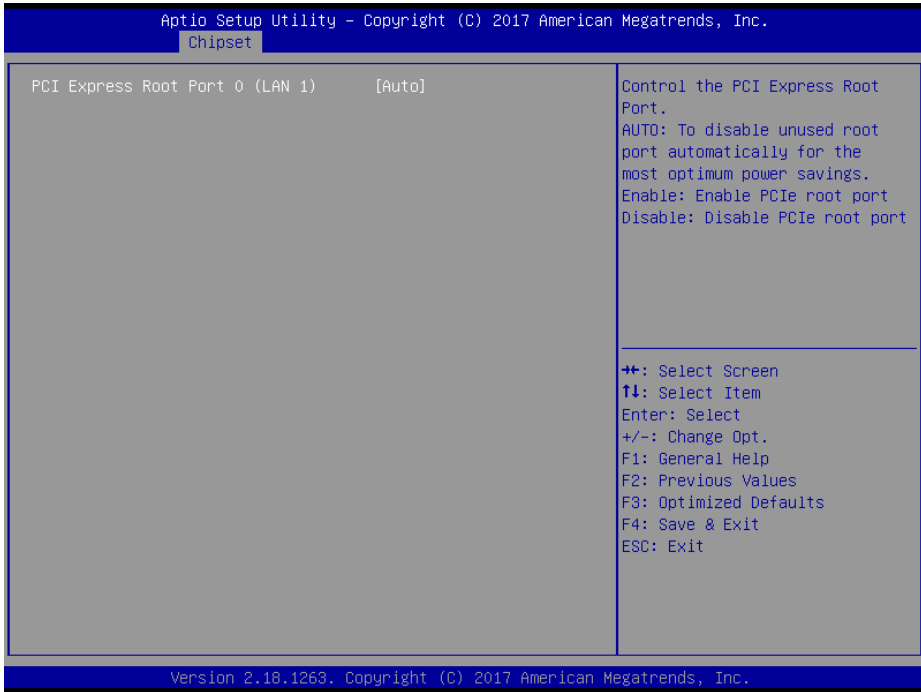 Aptio Setup Utility – Copyright (C) 2017 American Megatrends, Inc.
Chipset
PCI Express Root Port 0 (LAN 1) [Auto]
Control the PCI Express Root
Port.
AUTO: To disable unused root
port automatically for the
most optimum power savings.
Enable: Enable PCIe root port
Disable: Disable PCIe root port
→←: Select Screen
↑↓: Select Item
Enter: Select
+/-: Change Opt.
F1: General Help
F2: Previous Values
F3: Optimized Defaults
F4: Save & Exit
ESC: Exit
Version 2.18.1263. Copyright (C) 2017 American Megatrends, Inc.